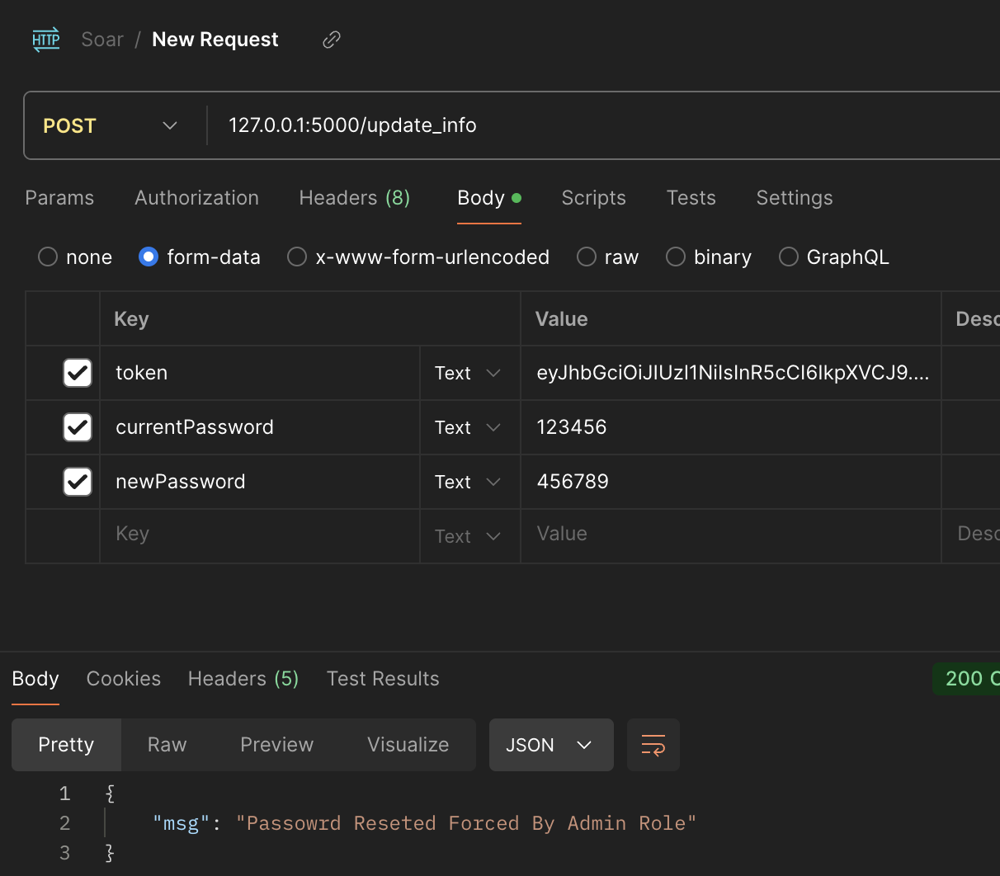 HTTP Soar / New Request
POST 127.0.0.1:5000/update_info
Params Authorization Headers (8) Body Scripts Tests Settings
none form-data x-www-form-urlencoded raw binary GraphQL
Key Value Desc
token Text eyJhbGciOiJIUzI1NiIsInR5cCI6IkpXVCJ9....
currentPassword Text 123456
newPassword Text 456789
Key Text Value Desc
Body Cookies Headers (5) Test Results 200 O
Pretty Raw Preview Visualize JSON
1 {
2 "msg": "Passowrd Reseted Forced By Admin Role"
3 }